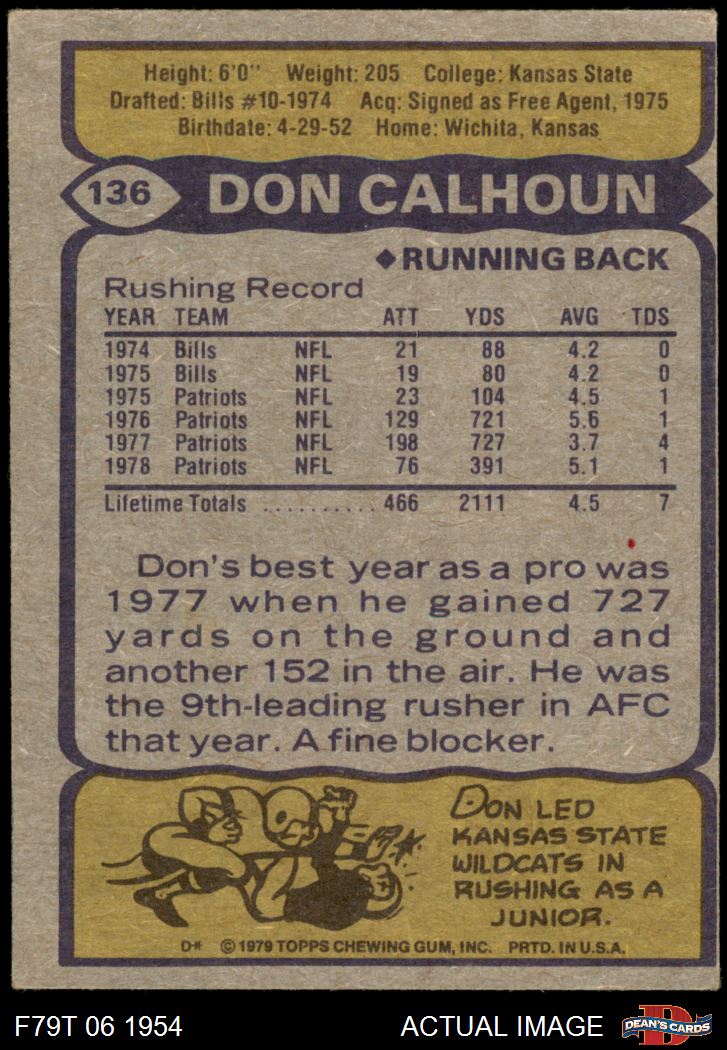 Height: 6'0" Weight: 205 College: Kansas State
Drafted: Bills #10-1974 Acq: Signed as Free Agent, 1975
Birthdate: 4-29-52 Home: Wichita, Kansas
136 DON CALHOUN
◆RUNNING BACK
Rushing Record
YEAR TEAM ATT YDS AVG TDS
1974 Bills NFL 21 88 4.2 0
1975 Bills NFL 19 80 4.2 0
1975 Patriots NFL 23 104 4.5 1
1976 Patriots NFL 129 721 5.6 1
1977 Patriots NFL 198 727 3.7 4
1978 Patriots NFL 76 391 5.1 1
Lifetime Totals .......... 466 2111 4.5 7
Don's best year as a pro was
1977 when he gained 727
yards on the ground and
another 152 in the air. He was
the 9th-leading rusher in AFC
that year. A fine blocker.
DON LED
KANSAS STATE
WILDCATS IN
RUSHING AS A
JUNIOR.
D* © 1979 TOPPS CHEWING GUM, INC. PRTD. IN U.S.A.
F79T 06 1954 ACTUAL IMAGE D DEAN'S CARDS